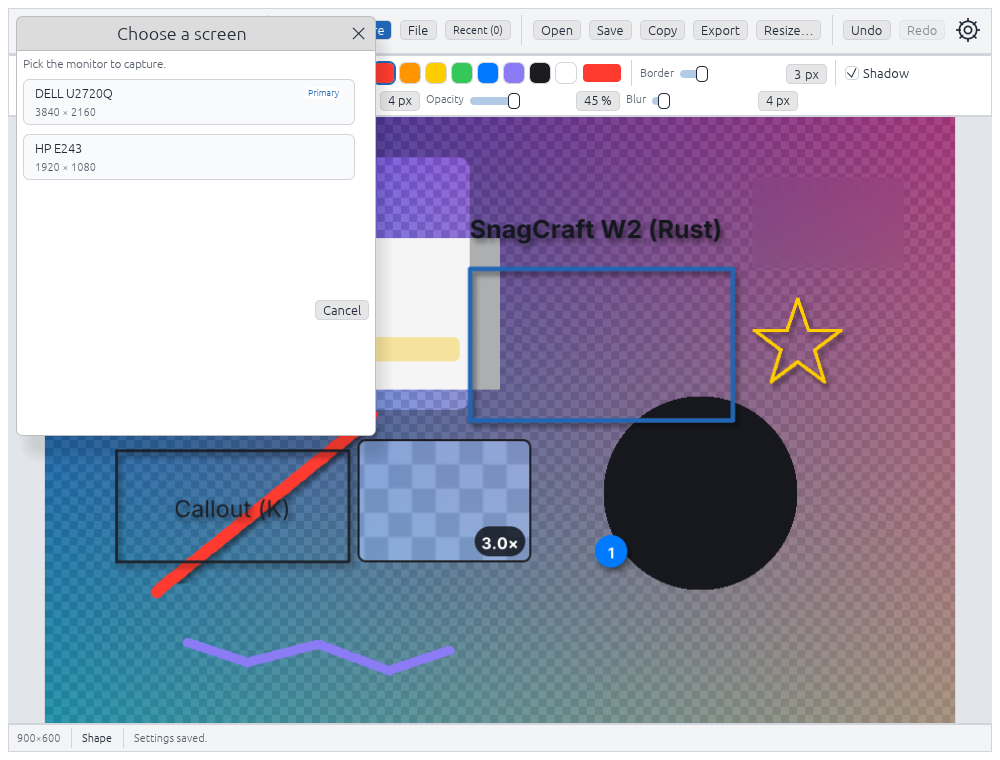 Choose a screen
Pick the monitor to capture.
DELL U2720Q
Primary
3840 × 2160
HP E243
1920 × 1080
Cancel
File
Recent (0)
Open
Save
Copy
Export
Resize…
Undo
Redo
Border
3 px
Shadow
4 px
Opacity
45 %
Blur
4 px
SnagCraft W2 (Rust)
Callout (K)
3.0×
1
900×600
Shape
Settings saved.